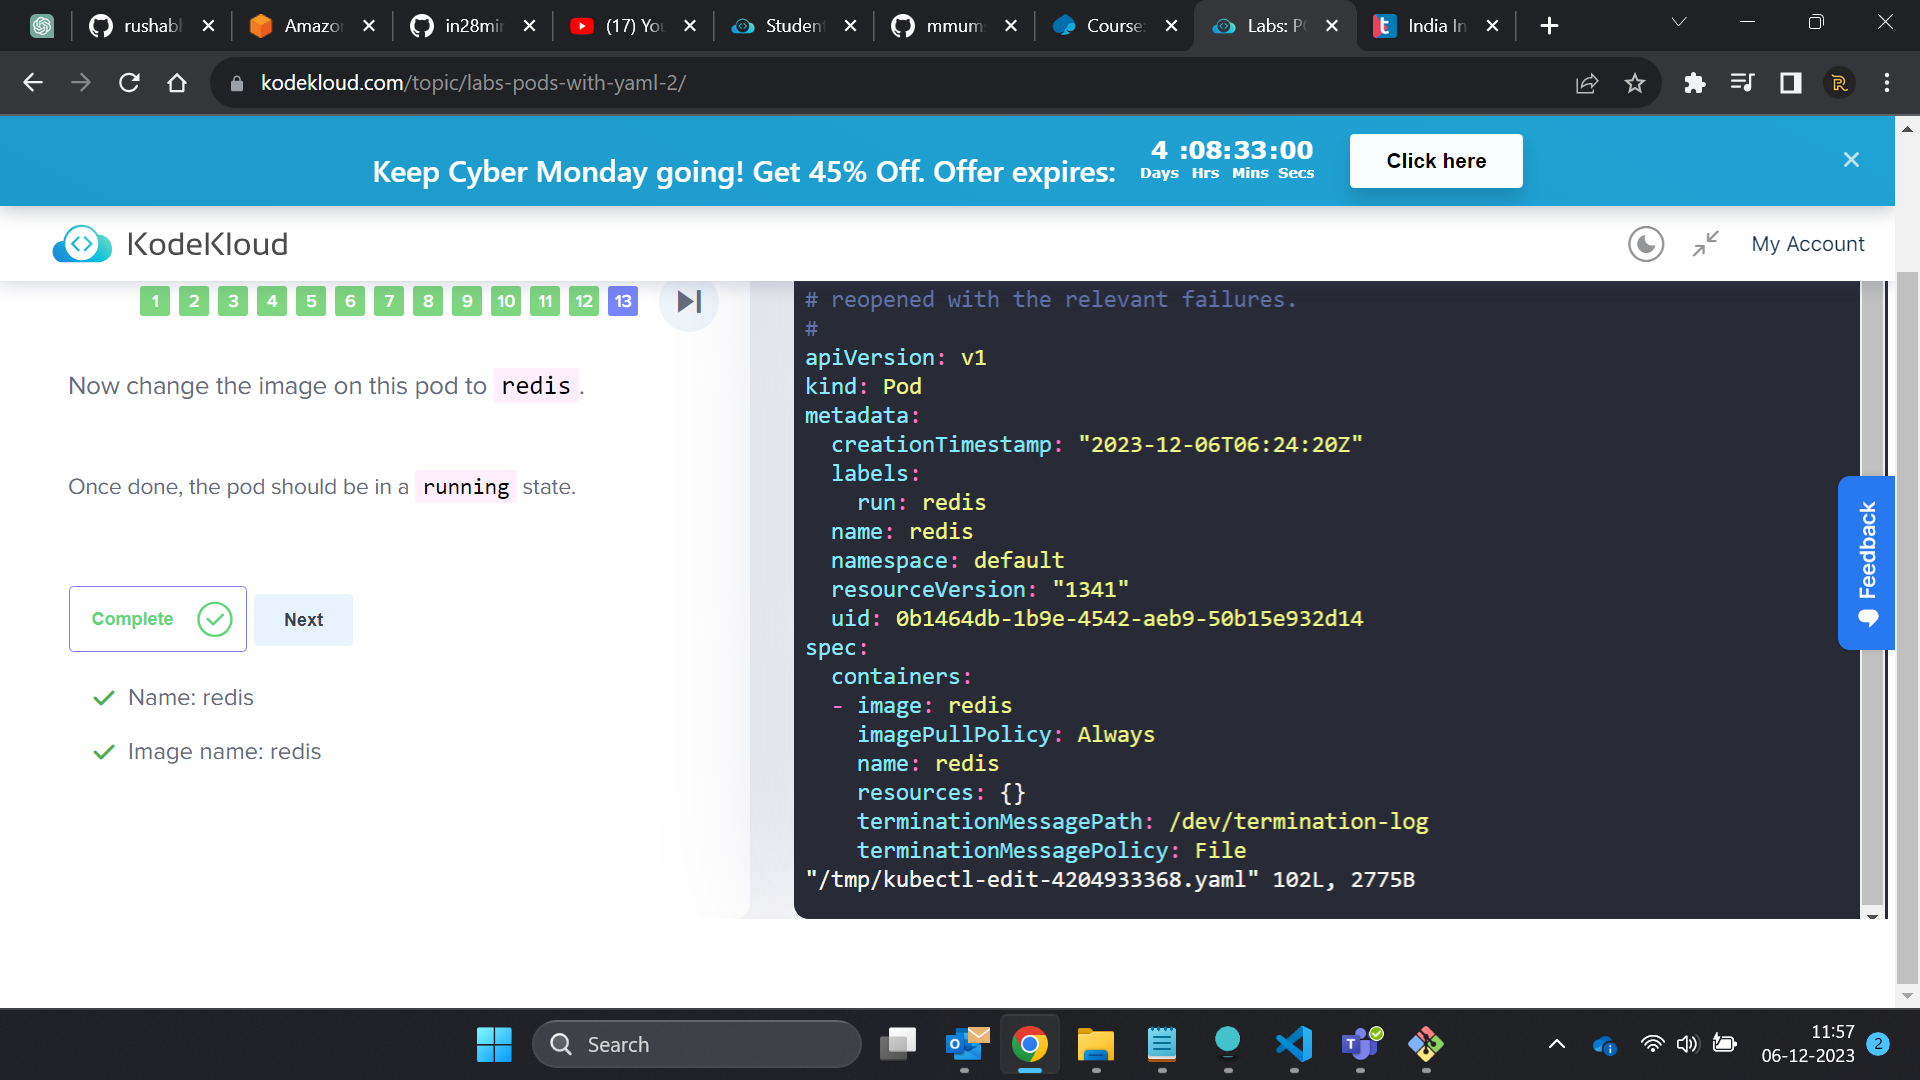 rushabh
Amazon
in28min
(17) You
Student
mmums
Course:
Labs: PO
India In
kodekloud.com/topic/labs-pods-with-yaml-2/
R
Keep Cyber Monday going! Get 45% Off. Offer expires:
4 :08:33:00
Days Hrs Mins Secs
Click here
KodeKloud
My Account
1 2 3 4 5 6 7 8 9 10 11 12 13
Now change the image on this pod to redis.
Once done, the pod should be in a running state.
Complete
Next
Name: redis
Image name: redis
# reopened with the relevant failures.
#
apiVersion: v1
kind: Pod
metadata:
creationTimestamp: "2023-12-06T06:24:20Z"
labels:
run: redis
name: redis
namespace: default
resourceVersion: "1341"
uid: 0b1464db-1b9e-4542-aeb9-50b15e932d14
spec:
containers:
- image: redis
imagePullPolicy: Always
name: redis
resources: {}
terminationMessagePath: /dev/termination-log
terminationMessagePolicy: File
"/tmp/kubectl-edit-4204933368.yaml" 102L, 2775B
Feedback
Search
11:57
06-12-2023
2